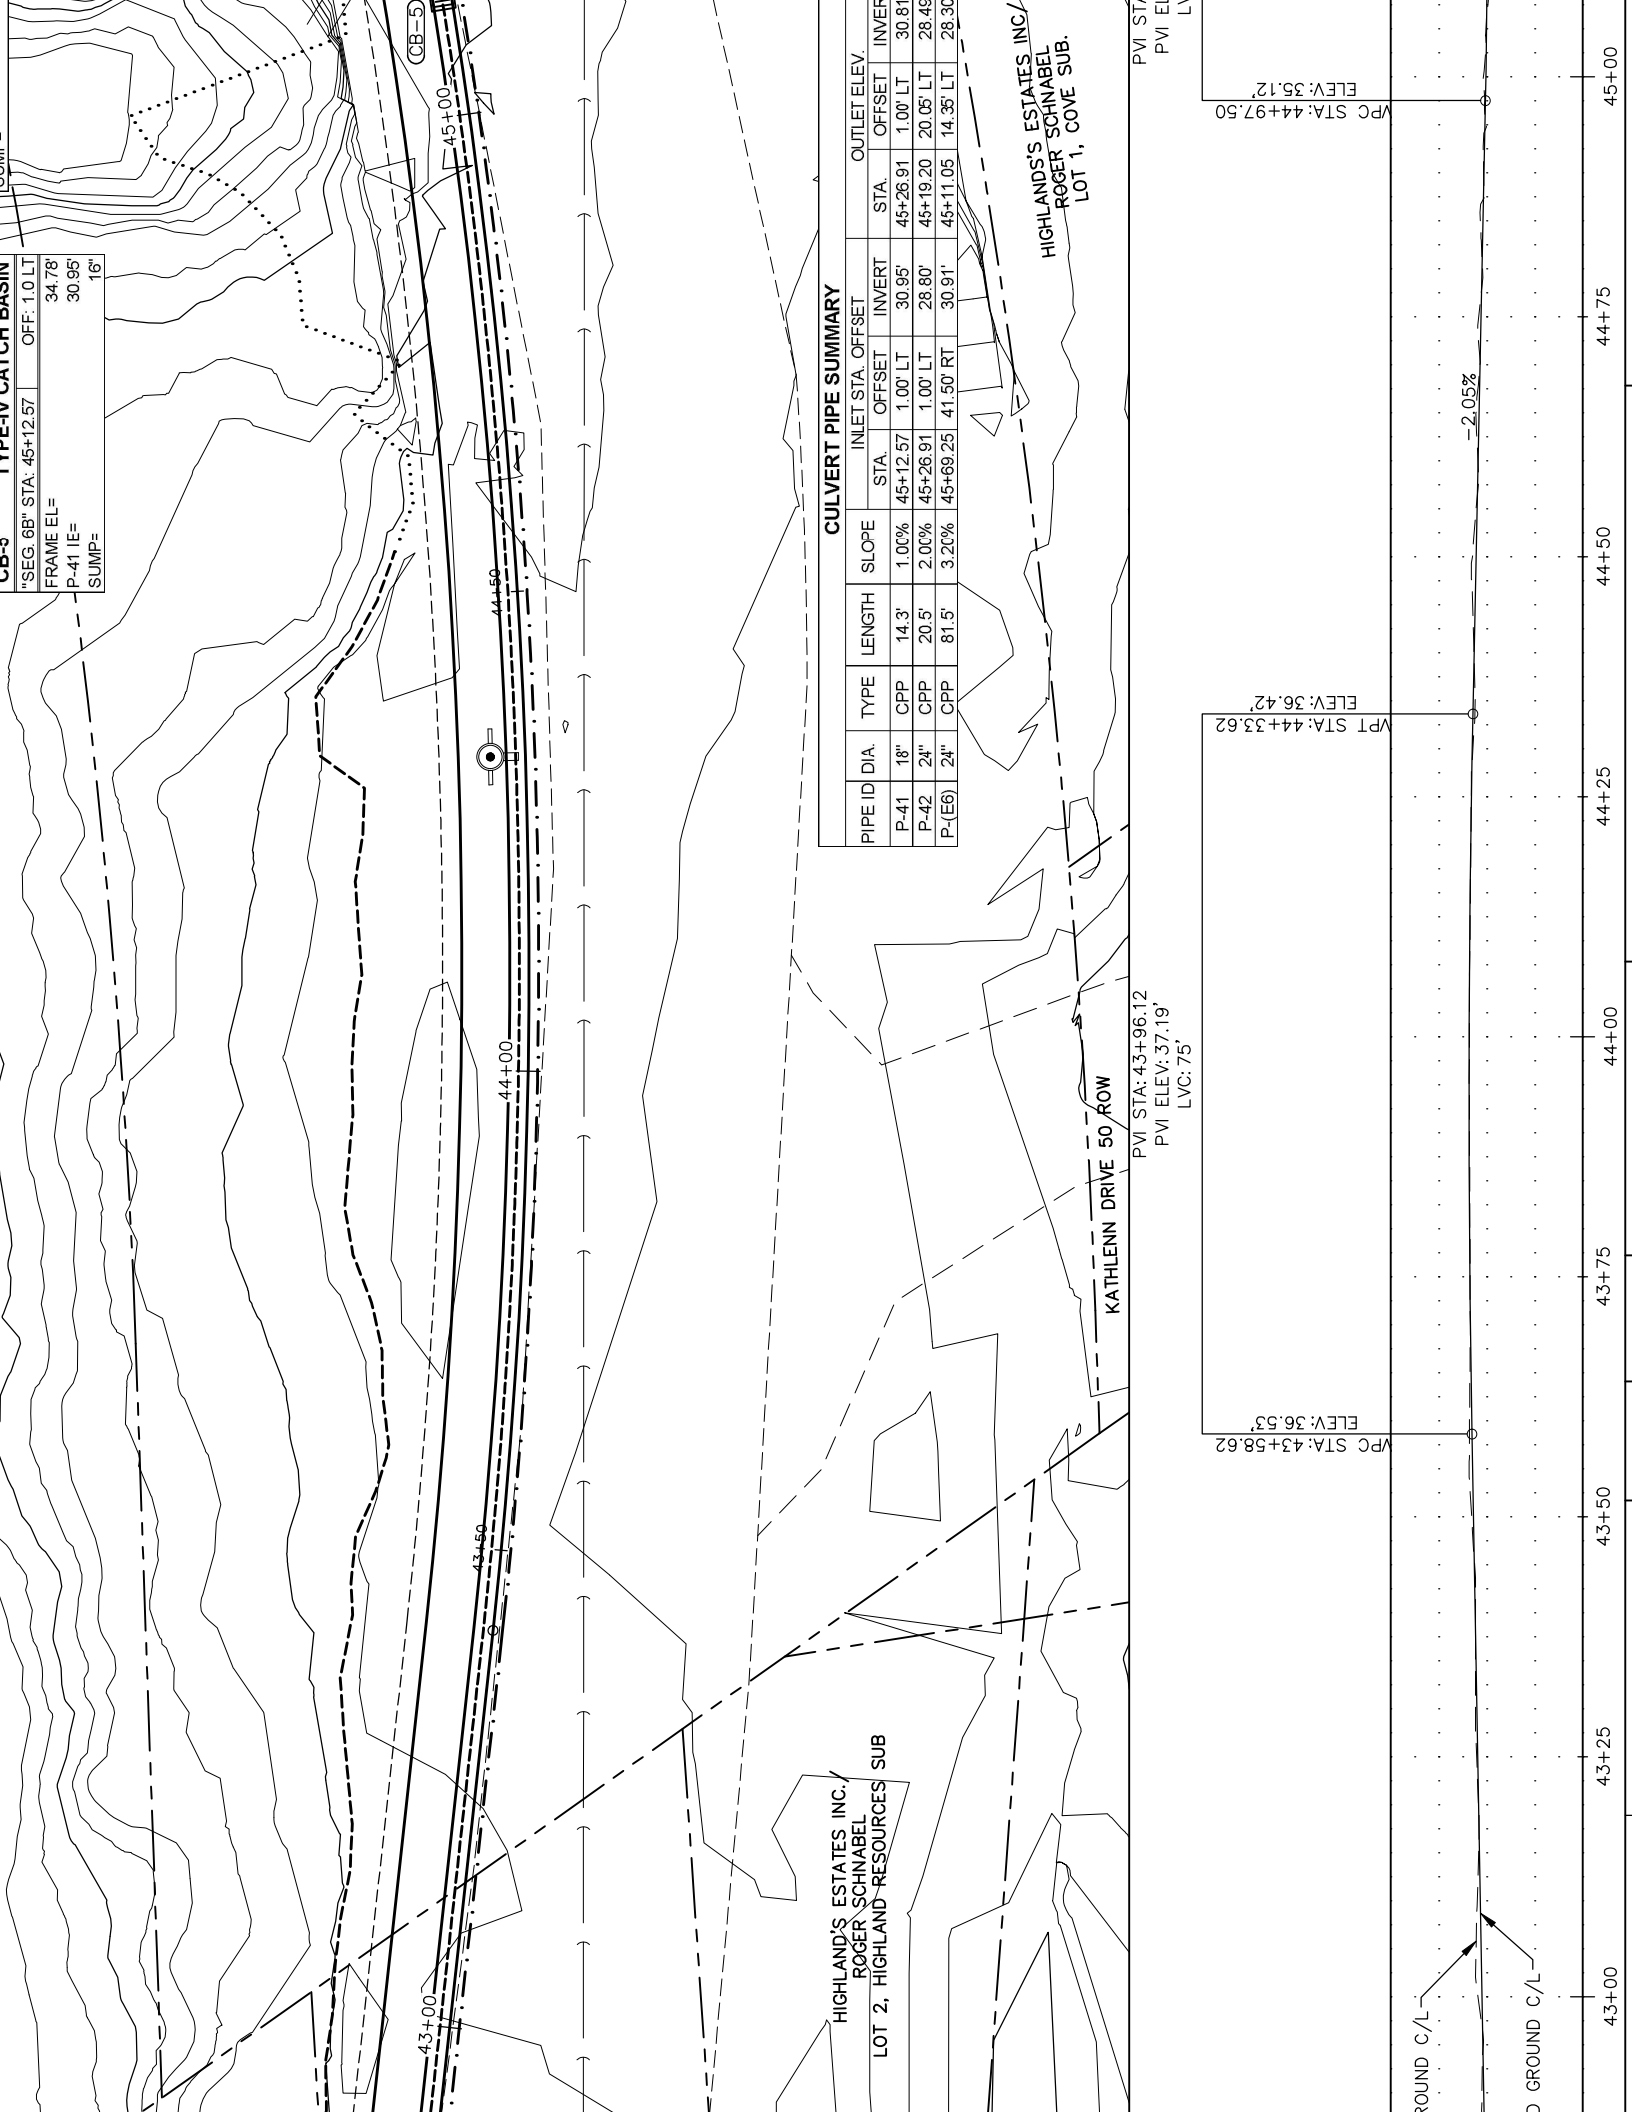 CB-5 TYPE-IV CATCH BASIN
"SEG. 6B" STA: 45+12.57 OFF: 1.0 LT
FRAME EL= 34.78'
P-41 IE= 30.95'
SUMP= 16"
CB-5
43+00
43+50
44+00
44+50
45+00
CULVERT PIPE SUMMARY
INLET STA. OFFSET OUTLET ELEV.
PIPE ID DIA. TYPE LENGTH SLOPE STA. OFFSET INVERT STA. OFFSET
P-41 18" CPP 14.3' 1.00% 45+12.57 1.00' LT 30.95' 45+26.91 1.00' LT 30.81
P-42 24" CPP 20.5' 2.00% 45+26.91 1.00' LT 28.80' 45+19.20 20.05' LT 28.49
P-(E6) 24" CPP 81.5' 3.20% 45+69.25 41.50' RT 30.91' 45+11.05 14.35' LT 28.30
HIGHLAND'S ESTATES INC./
ROGER SCHNABEL
LOT 2, HIGHLAND RESOURCES SUB
KATHLENN DRIVE 50 ROW
HIGHLANDS'S ESTATES INC/
ROGER SCHNABEL
LOT 1, COVE SUB.
PVI STA: 43+96.12
PVI ELEV: 37.19'
LVC: 75'
PVI STA
PVI EL
LV
VPC STA: 43+58.62
ELEV: 36.53'
VPT STA: 44+33.62
ELEV: 36.42'
VPC STA: 44+97.50
ELEV: 35.12'
-2.05%
ROUND C/L
GROUND C/L
43+00 43+25 43+50 43+75 44+00 44+25 44+50 44+75 45+00